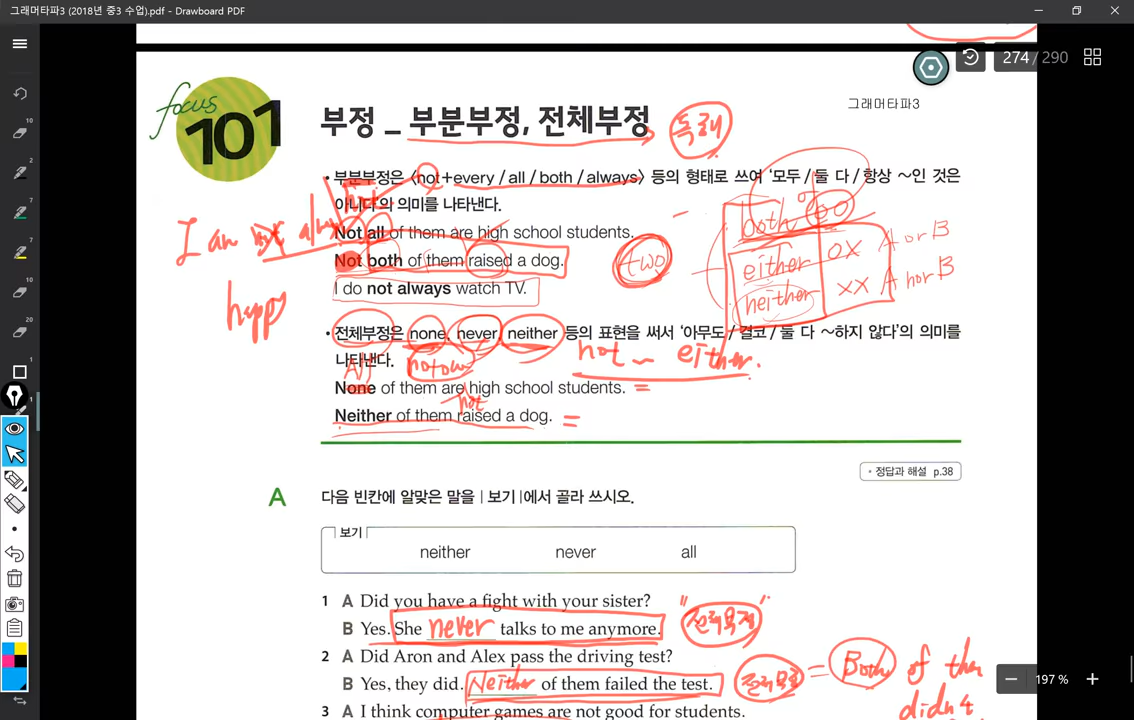 그래머타파3 (2018년 중3 수업).pdf - Drawboard PDF
274 / 290
그래머타파3
focus
101
부정 _ 부분부정, 전체부정
독해
• 부분부정은 〈not+every / all / both / always〉 등의 형태로 쓰여 '모두 / 둘 다 / 항상 ~인 것은
아니다'의 의미를 나타낸다.
Not all of them are high school students.
Not both of them raised a dog.
I do not always watch TV.
I am not always
happy
two
both OO
either OX A or B
neither XX A nor B
• 전체부정은 none, never, neither 등의 표현을 써서 '아무도 / 결코 / 둘 다 ~하지 않다'의 의미를
나타낸다.
not ~ either.
All
None of them are high school students. =
not
Neither of them raised a dog. =
• 정답과 해설 p.38
A 다음 빈칸에 알맞은 말을 | 보기 |에서 골라 쓰시오.
보기
neither never all
1 A Did you have a fight with your sister?
B Yes. She never talks to me anymore.
"전체부정"
2 A Did Aron and Alex pass the driving test?
B Yes, they did. Neither of them failed the test.
= Both of them
didn't
3 A I think computer games are not good for students.
197 %